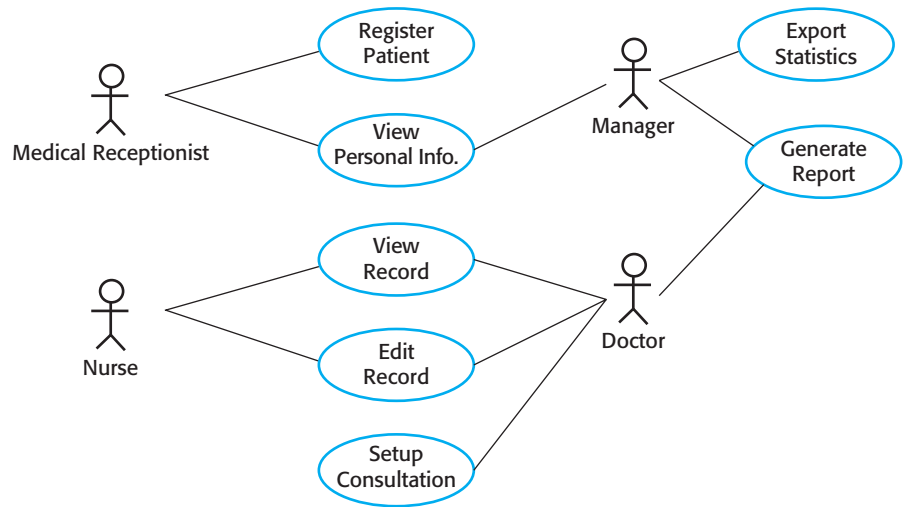 Register
Patient
Export
Statistics
Medical Receptionist
Manager
View
Personal Info.
Generate
Report
View
Record
Nurse
Doctor
Edit
Record
Setup
Consultation